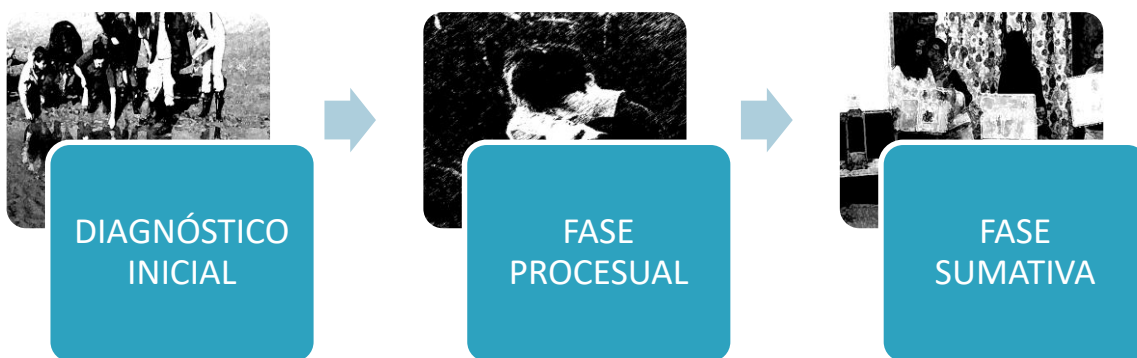 DIAGNÓSTICO
INICIAL
FASE
PROCESUAL
FASE
SUMATIVA